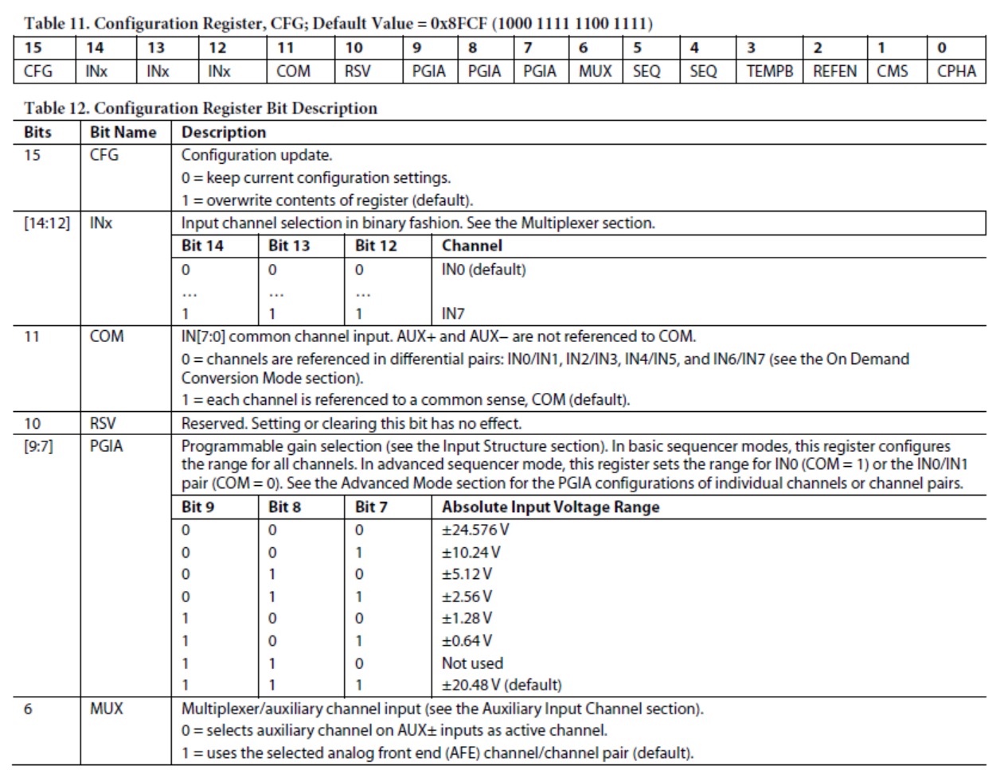 Table 11. Configuration Register, CFG; Default Value = 0x8FCF (1000 1111 1100 1111)
15 14 13 12 11 10 9 8 7 6 5 4 3 2 1 0
CFG INx INx INx COM RSV PGIA PGIA PGIA MUX SEQ SEQ TEMPB REFEN CMS CPHA
Table 12. Configuration Register Bit Description
Bits Bit Name Description
15 CFG Configuration update.
0 = keep current configuration settings.
1 = overwrite contents of register (default).
[14:12] INx Input channel selection in binary fashion. See the Multiplexer section.
Bit 14 Bit 13 Bit 12 Channel
0 0 0 IN0 (default)
… … …
1 1 1 IN7
11 COM IN[7:0] common channel input. AUX+ and AUX− are not referenced to COM.
0 = channels are referenced in differential pairs: IN0/IN1, IN2/IN3, IN4/IN5, and IN6/IN7 (see the On Demand
Conversion Mode section).
1 = each channel is referenced to a common sense, COM (default).
10 RSV Reserved. Setting or clearing this bit has no effect.
[9:7] PGIA Programmable gain selection (see the Input Structure section). In basic sequencer modes, this register configures
the range for all channels. In advanced sequencer mode, this register sets the range for IN0 (COM = 1) or the IN0/IN1
pair (COM = 0). See the Advanced Mode section for the PGIA configurations of individual channels or channel pairs.
Bit 9 Bit 8 Bit 7 Absolute Input Voltage Range
0 0 0 ±24.576 V
0 0 1 ±10.24 V
0 1 0 ±5.12 V
0 1 1 ±2.56 V
1 0 0 ±1.28 V
1 0 1 ±0.64 V
1 1 0 Not used
1 1 1 ±20.48 V (default)
6 MUX Multiplexer/auxiliary channel input (see the Auxiliary Input Channel section).
0 = selects auxiliary channel on AUX± inputs as active channel.
1 = uses the selected analog front end (AFE) channel/channel pair (default).